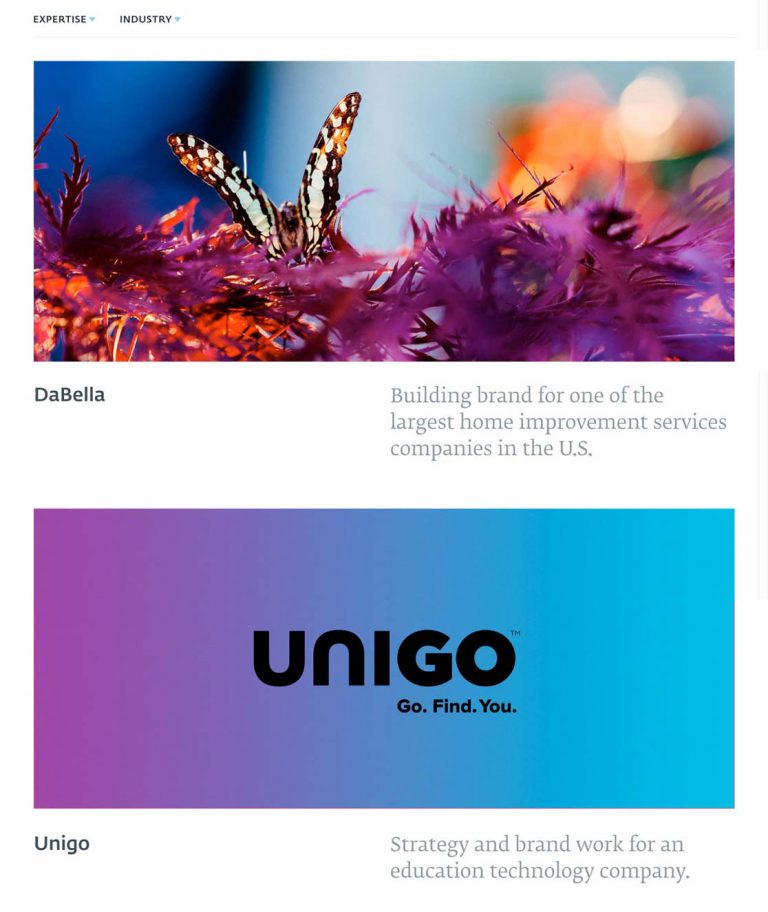 EXPERTISE INDUSTRY
DaBella
Building brand for one of the
largest home improvement services
companies in the U.S.
UNIGO™
Go. Find. You.
Unigo
Strategy and brand work for an
education technology company.